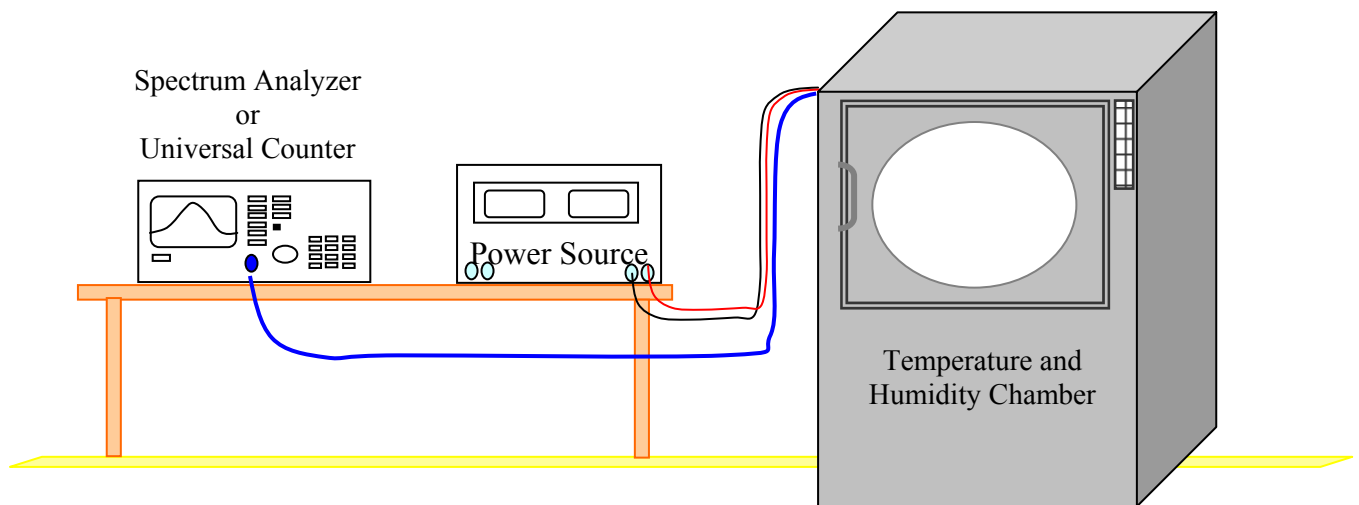 Spectrum Analyzer
or
Universal Counter
Power Source
Temperature and
Humidity Chamber